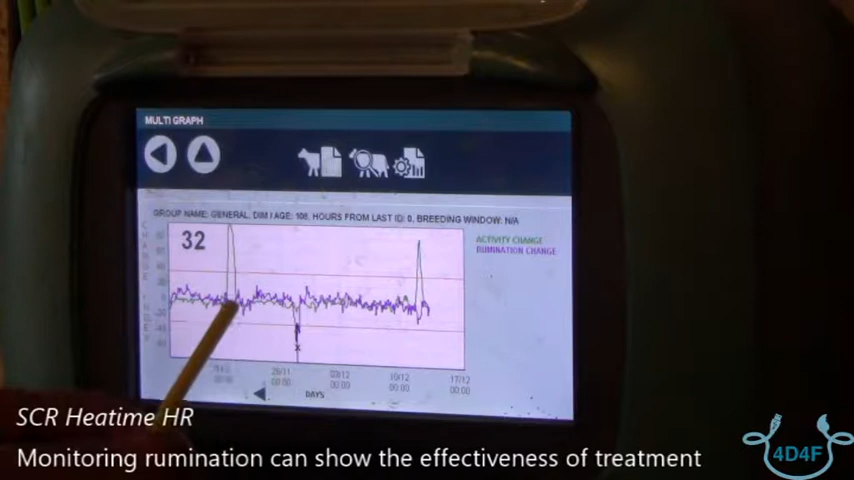 MULTI GRAPH
GROUP NAME: GENERAL, DIM / AGE: 108, HOURS FROM LAST ID: 0, BREEDING WINDOW: N/A
32
ACTIVITY CHANGE
RUMINATION CHANGE
CHANGE INDEX
26/11 03/12 10/12 17/12
00:00 00:00 00:00 00:00
DAYS
SCR Heatime HR
Monitoring rumination can show the effectiveness of treatment
4D4F